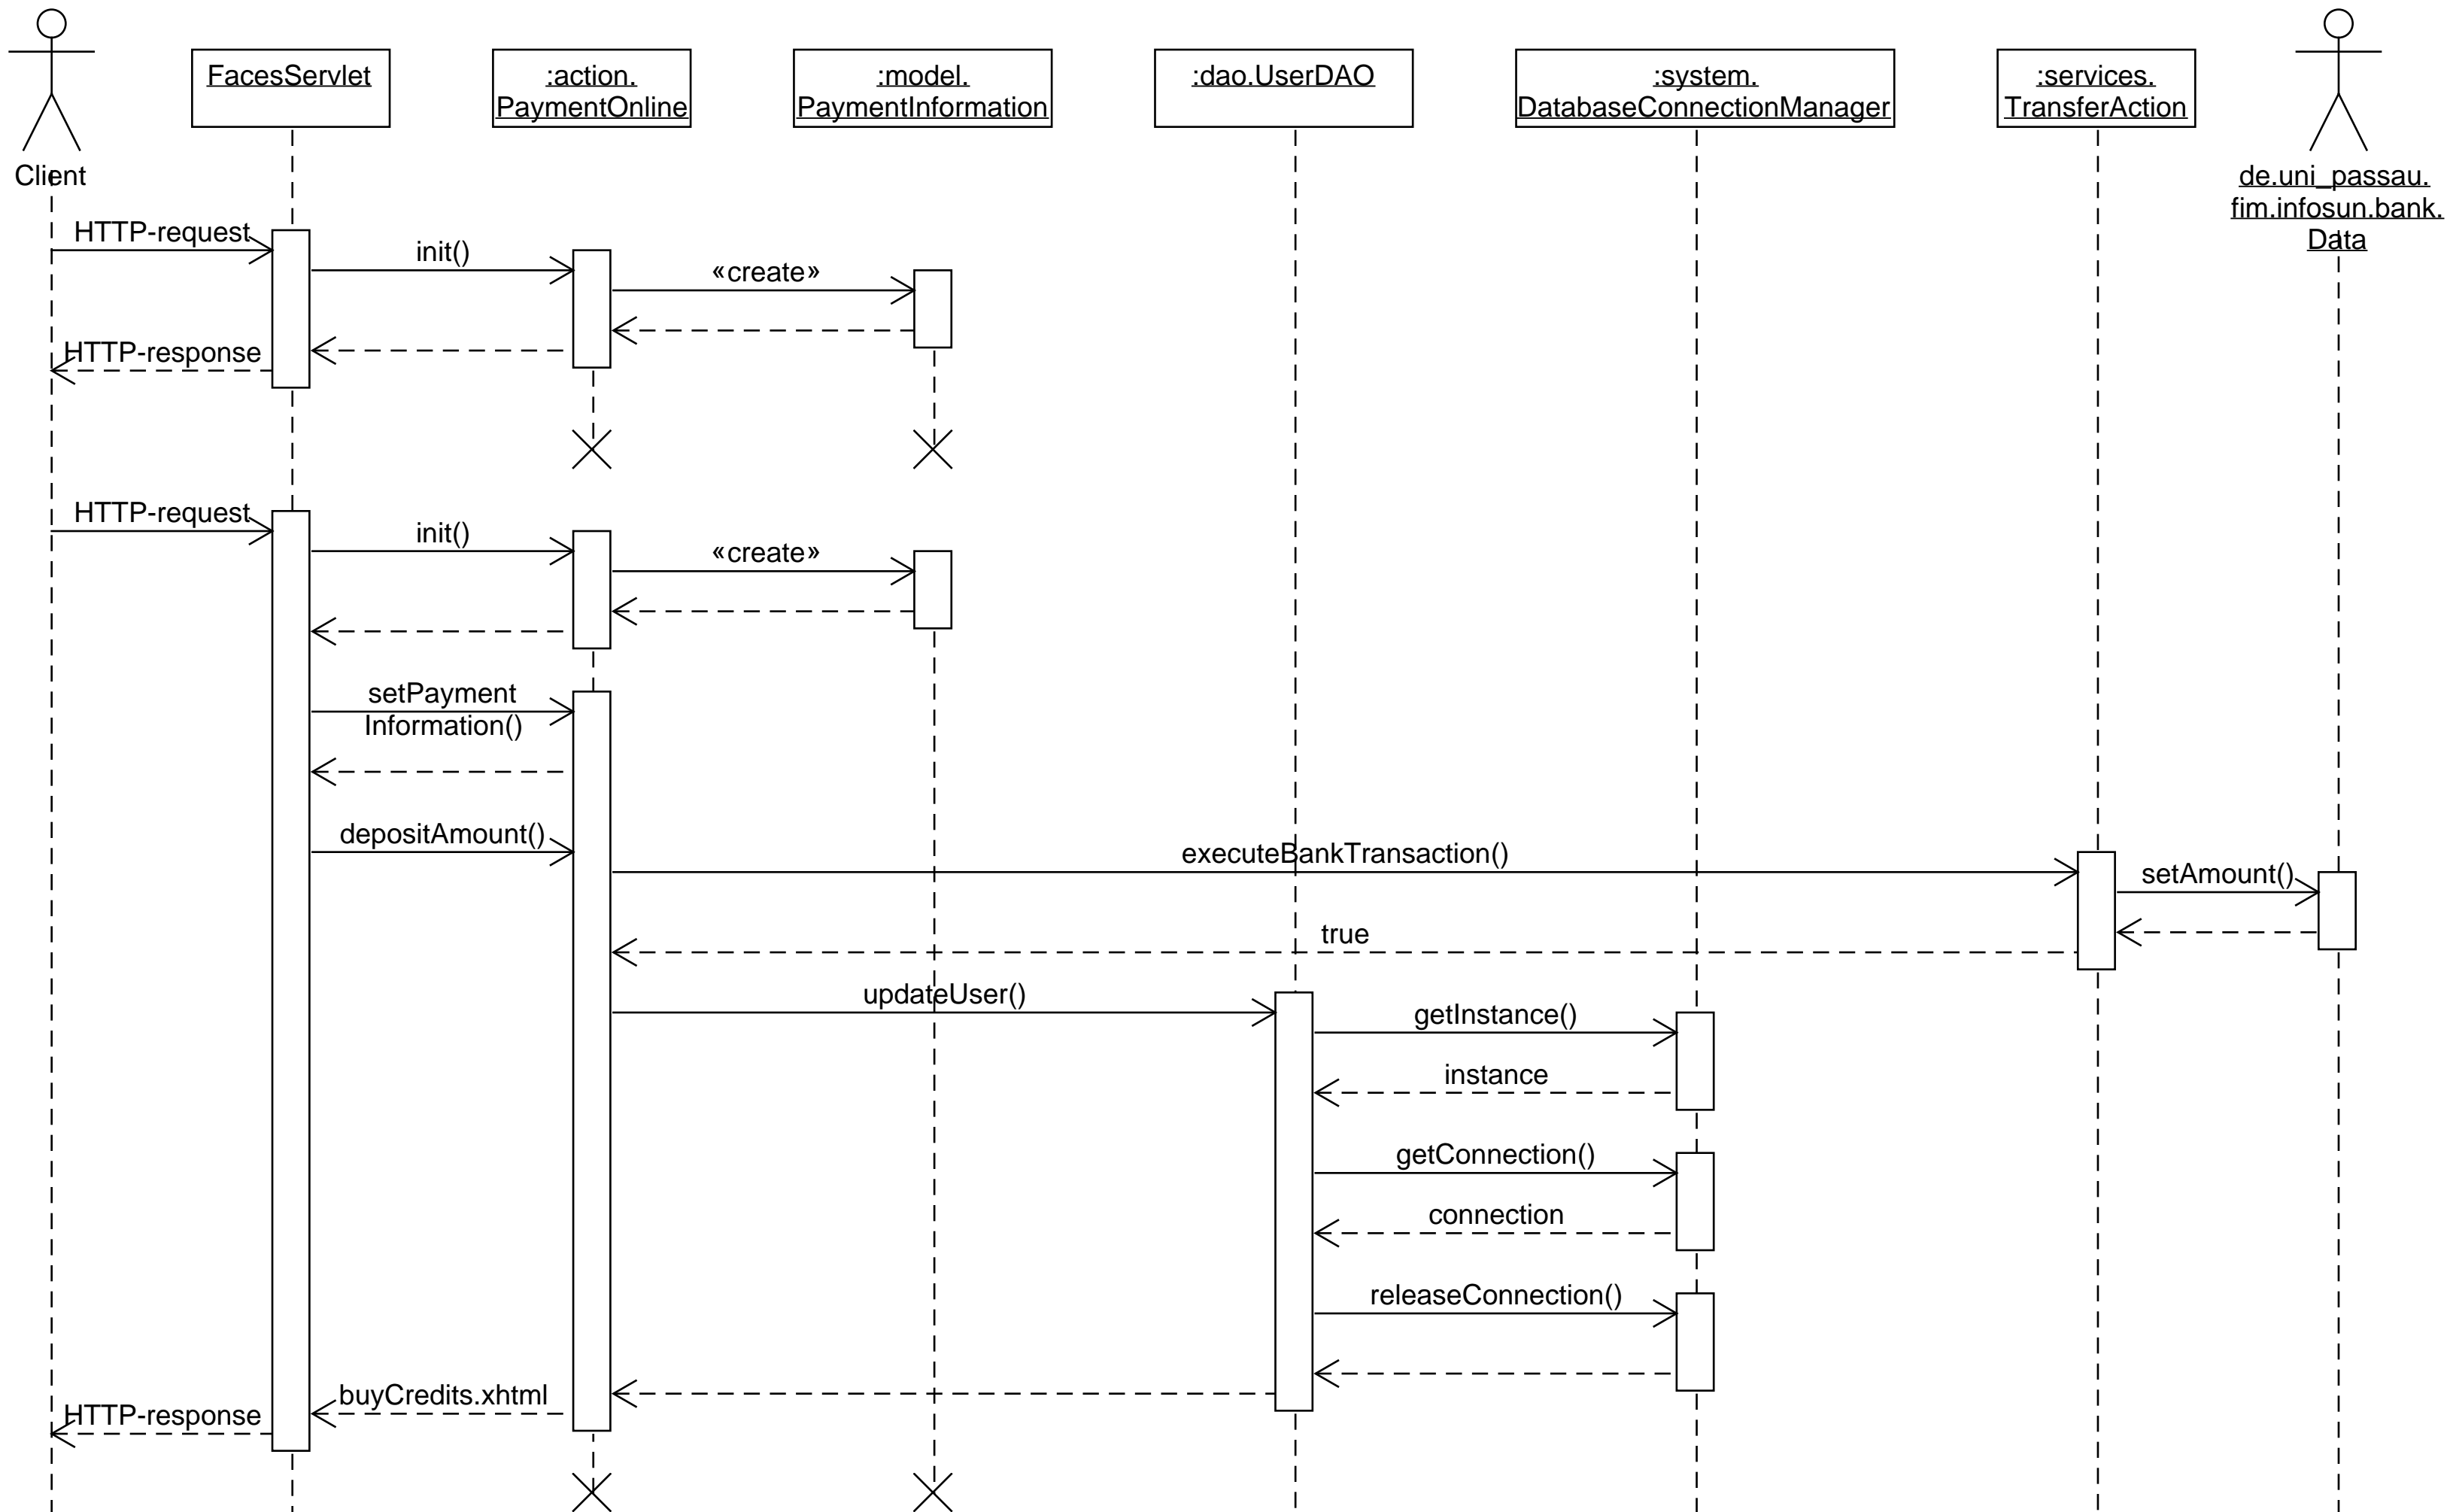 FacesServlet
:action.
PaymentOnline
:model.
PaymentInformation
:dao.UserDAO
:system.
DatabaseConnectionManager
:services.
TransferAction
Client
de.uni_passau.
fim.infosun.bank.
Data
HTTP-request
init()
«create»
HTTP-response
HTTP-request
init()
«create»
setPayment
Information()
depositAmount()
executeBankTransaction()
setAmount()
true
updateUser()
getInstance()
instance
getConnection()
connection
releaseConnection()
buyCredits.xhtml
HTTP-response